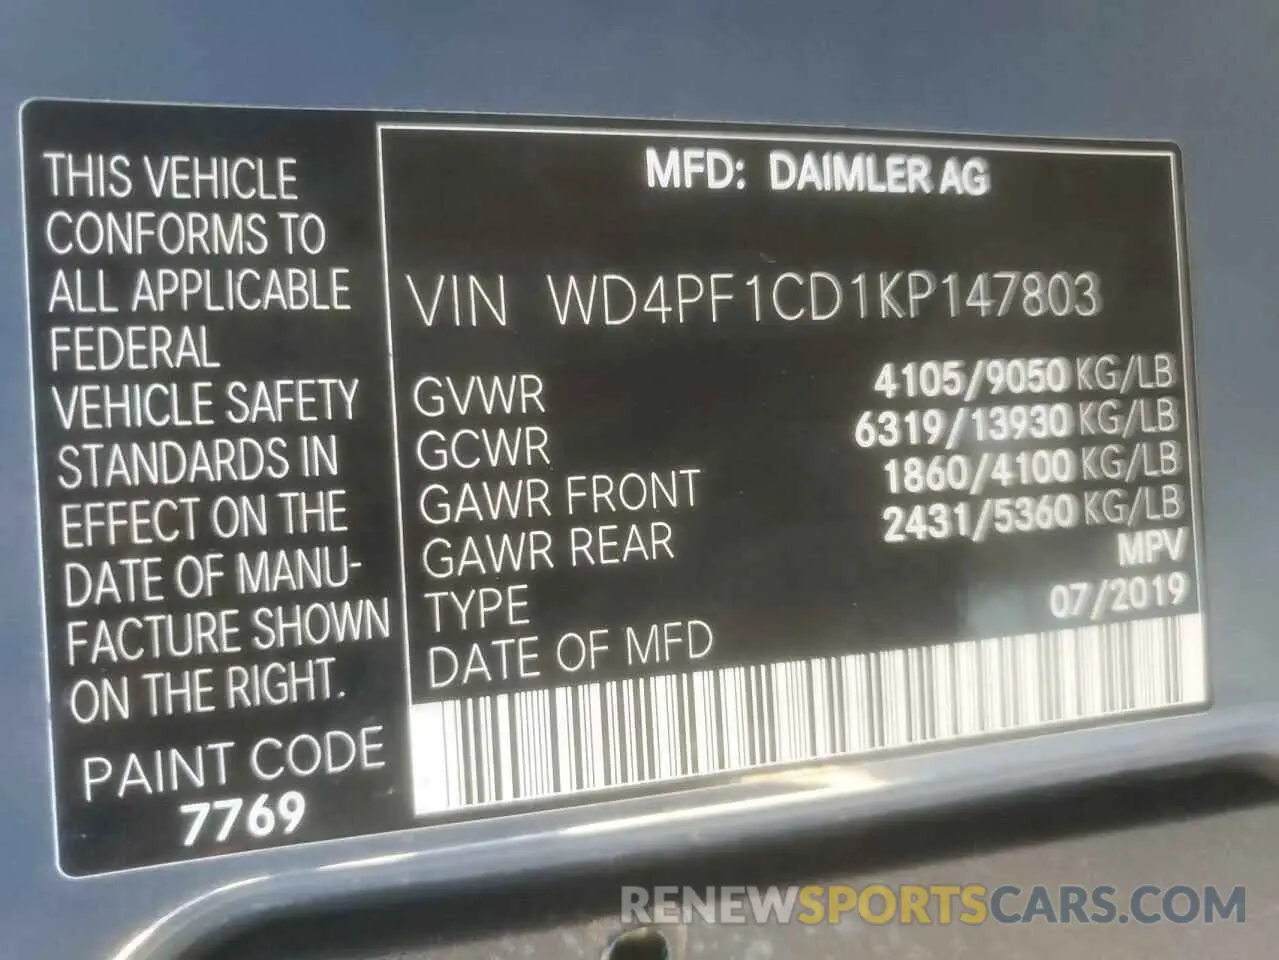 THIS VEHICLE
CONFORMS TO
ALL APPLICABLE
FEDERAL
VEHICLE SAFETY
STANDARDS IN
EFFECT ON THE
DATE OF MANU-
FACTURE SHOWN
ON THE RIGHT.
PAINT CODE
7769
MFD: DAIMLER AG
VIN WD4PF1CD1KP147803
GVWR 4105/9050 KG/LB
GCWR 6319/13930 KG/LB
GAWR FRONT 1860/4100 KG/LB
GAWR REAR 2431/5360 KG/LB
TYPE MPV
DATE OF MFD 07/2019
RENEWSPORTSCARS.COM